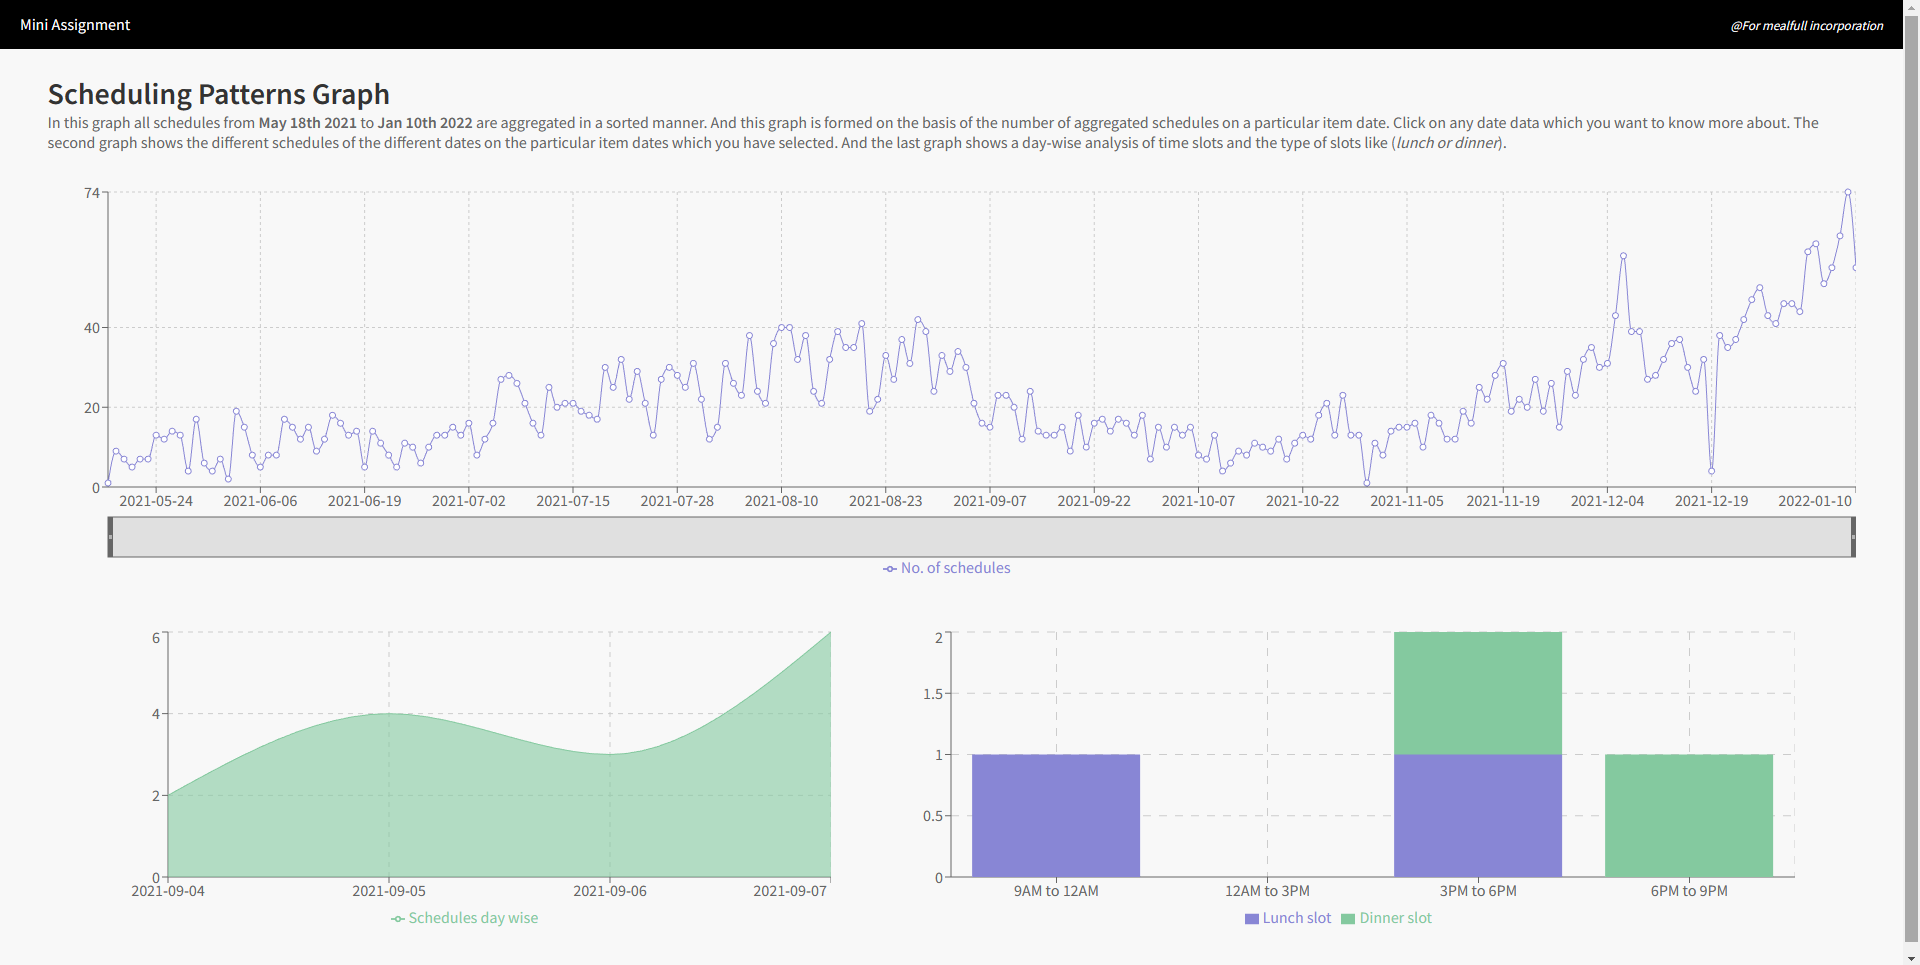 Mini Assignment
@For mealfull incorporation
Scheduling Patterns Graph
In this graph all schedules from May 18th 2021 to Jan 10th 2022 are aggregated in a sorted manner. And this graph is formed on the basis of the number of aggregated schedules on a particular item date. Click on any date data which you want to know more about. The
second graph shows the different schedules of the different dates on the particular item dates which you have selected. And the last graph shows a day-wise analysis of time slots and the type of slots like (lunch or dinner).
74
40
20
0
2021-05-24 2021-06-06 2021-06-19 2021-07-02 2021-07-15 2021-07-28 2021-08-10 2021-08-23 2021-09-07 2021-09-22 2021-10-07 2021-10-22 2021-11-05 2021-11-19 2021-12-04 2021-12-19 2022-01-10
No. of schedules
6
4
2
0
2021-09-04 2021-09-05 2021-09-06 2021-09-07
Schedules day wise
2
1.5
1
0.5
0
9AM to 12AM 12AM to 3PM 3PM to 6PM 6PM to 9PM
Lunch slot Dinner slot